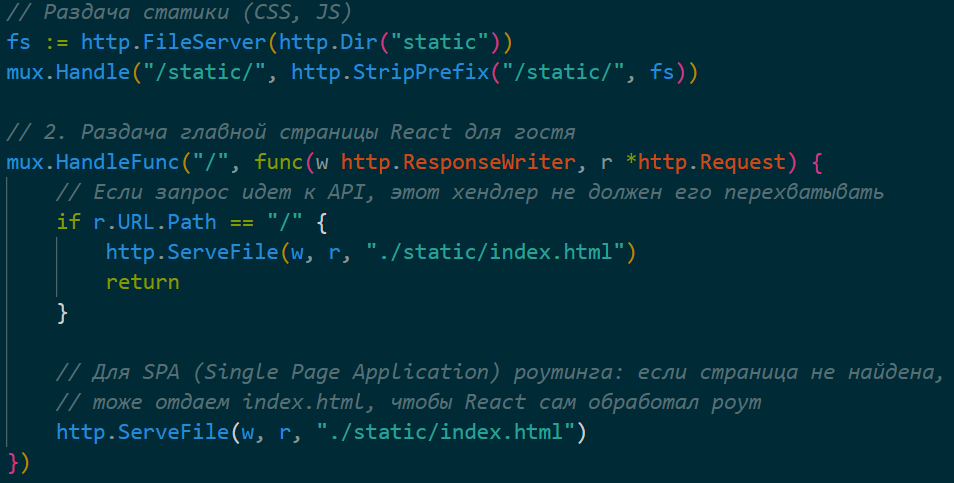 // Раздача статики (CSS, JS)
fs := http.FileServer(http.Dir("static"))
mux.Handle("/static/", http.StripPrefix("/static/", fs))
// 2. Раздача главной страницы React для гостя
mux.HandleFunc("/", func(w http.ResponseWriter, r *http.Request) {
// Если запрос идет к API, этот хендлер не должен его перехватывать
if r.URL.Path == "/" {
http.ServeFile(w, r, "./static/index.html")
return
}
// Для SPA (Single Page Application) роутинга: если страница не найдена,
// тоже отдаем index.html, чтобы React сам обработал роут
http.ServeFile(w, r, "./static/index.html")
})